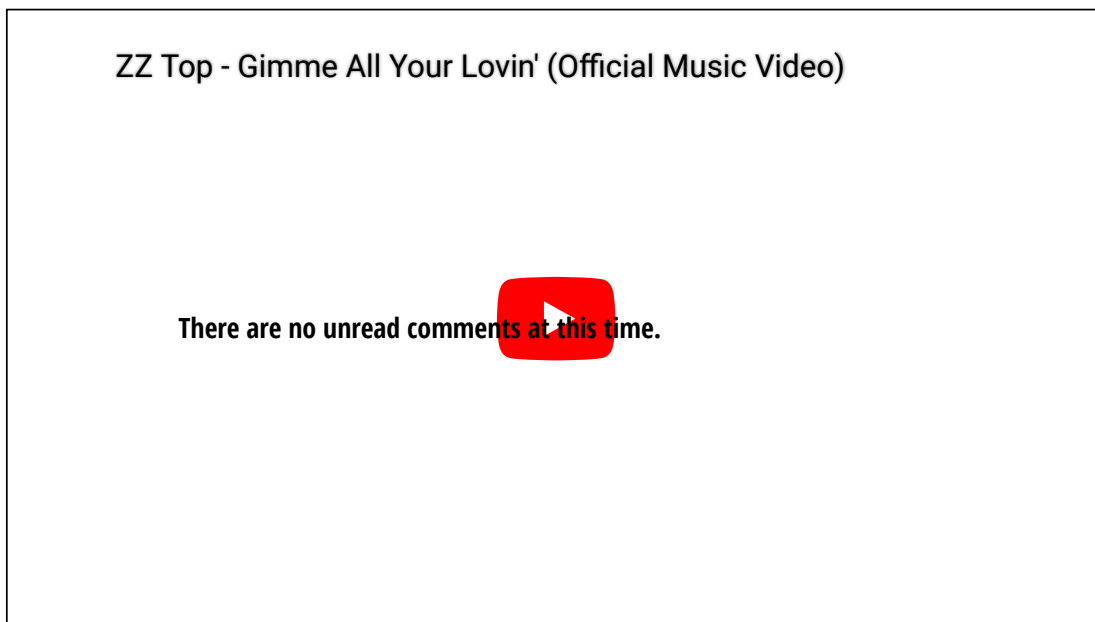 ZZ Top - Gimme All Your Lovin' (Official Music Video)
There are no unread comments at this time.